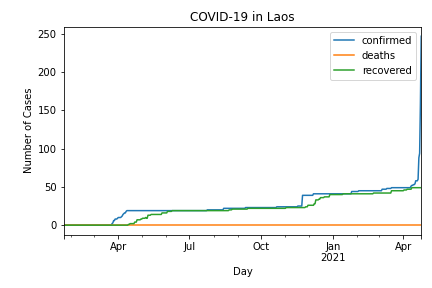 COVID-19 in Laos
250
200
150
100
50
0
Number of Cases
confirmed
deaths
recovered
Apr
Jul
Oct
Jan
2021
Apr
Day